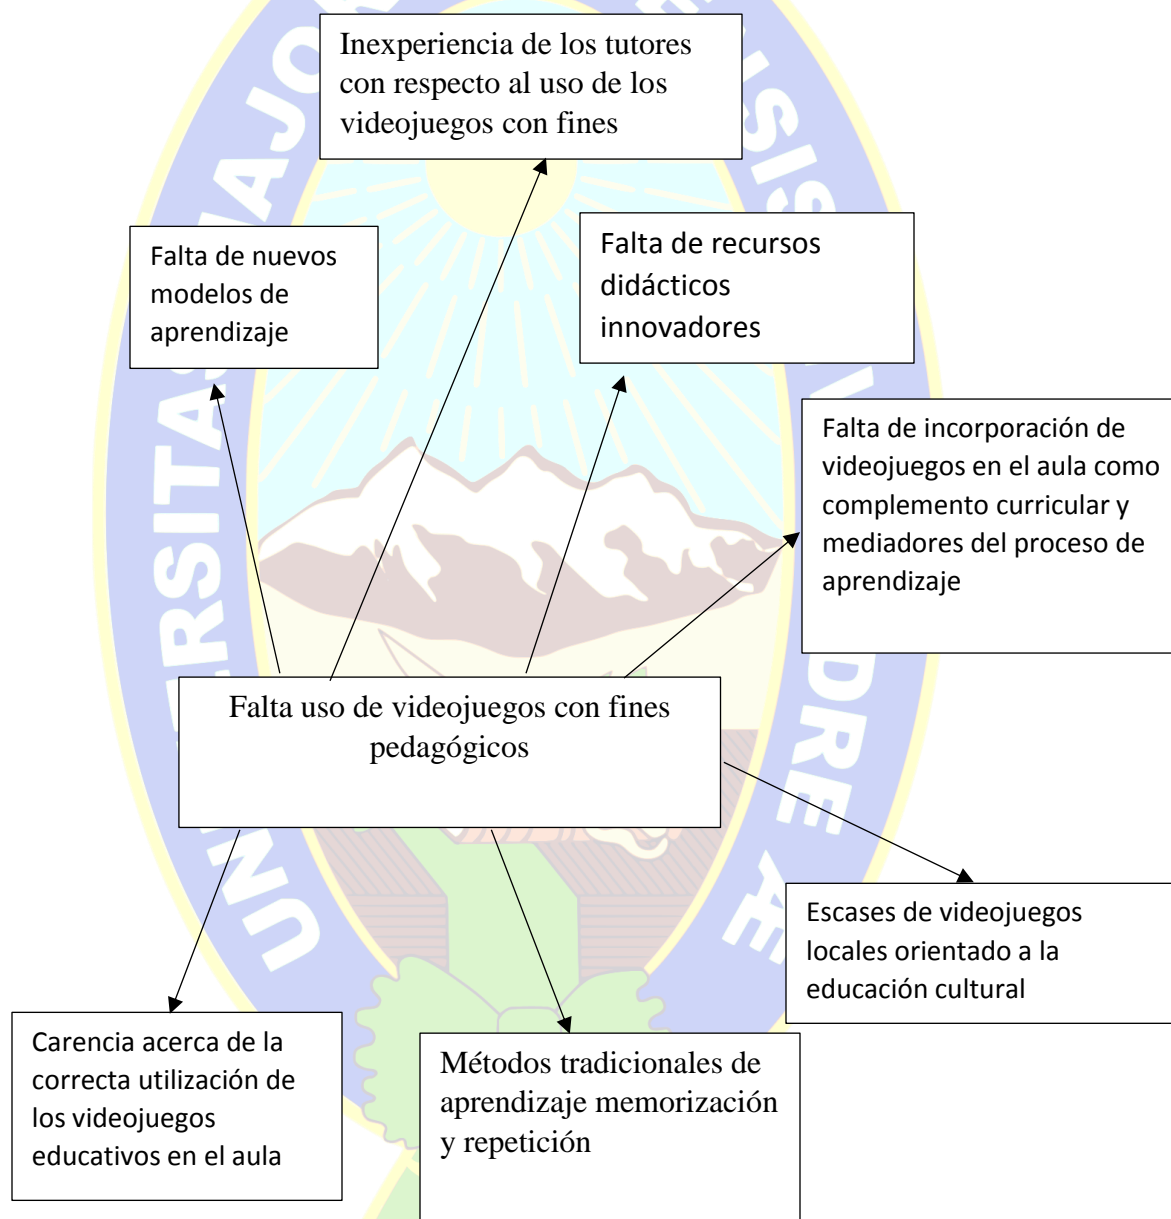 Inexperiencia de los tutores
con respecto al uso de los
videojuegos con fines
Falta de nuevos
modelos de
aprendizaje
Falta de recursos
didácticos
innovadores
Falta de incorporación de
videojuegos en el aula como
complemento curricular y
mediadores del proceso de
aprendizaje
Falta uso de videojuegos con fines
pedagógicos
Escases de videojuegos
locales orientado a la
educación cultural
Carencia acerca de la
correcta utilización de
los videojuegos
educativos en el aula
Métodos tradicionales de
aprendizaje memorización
y repetición